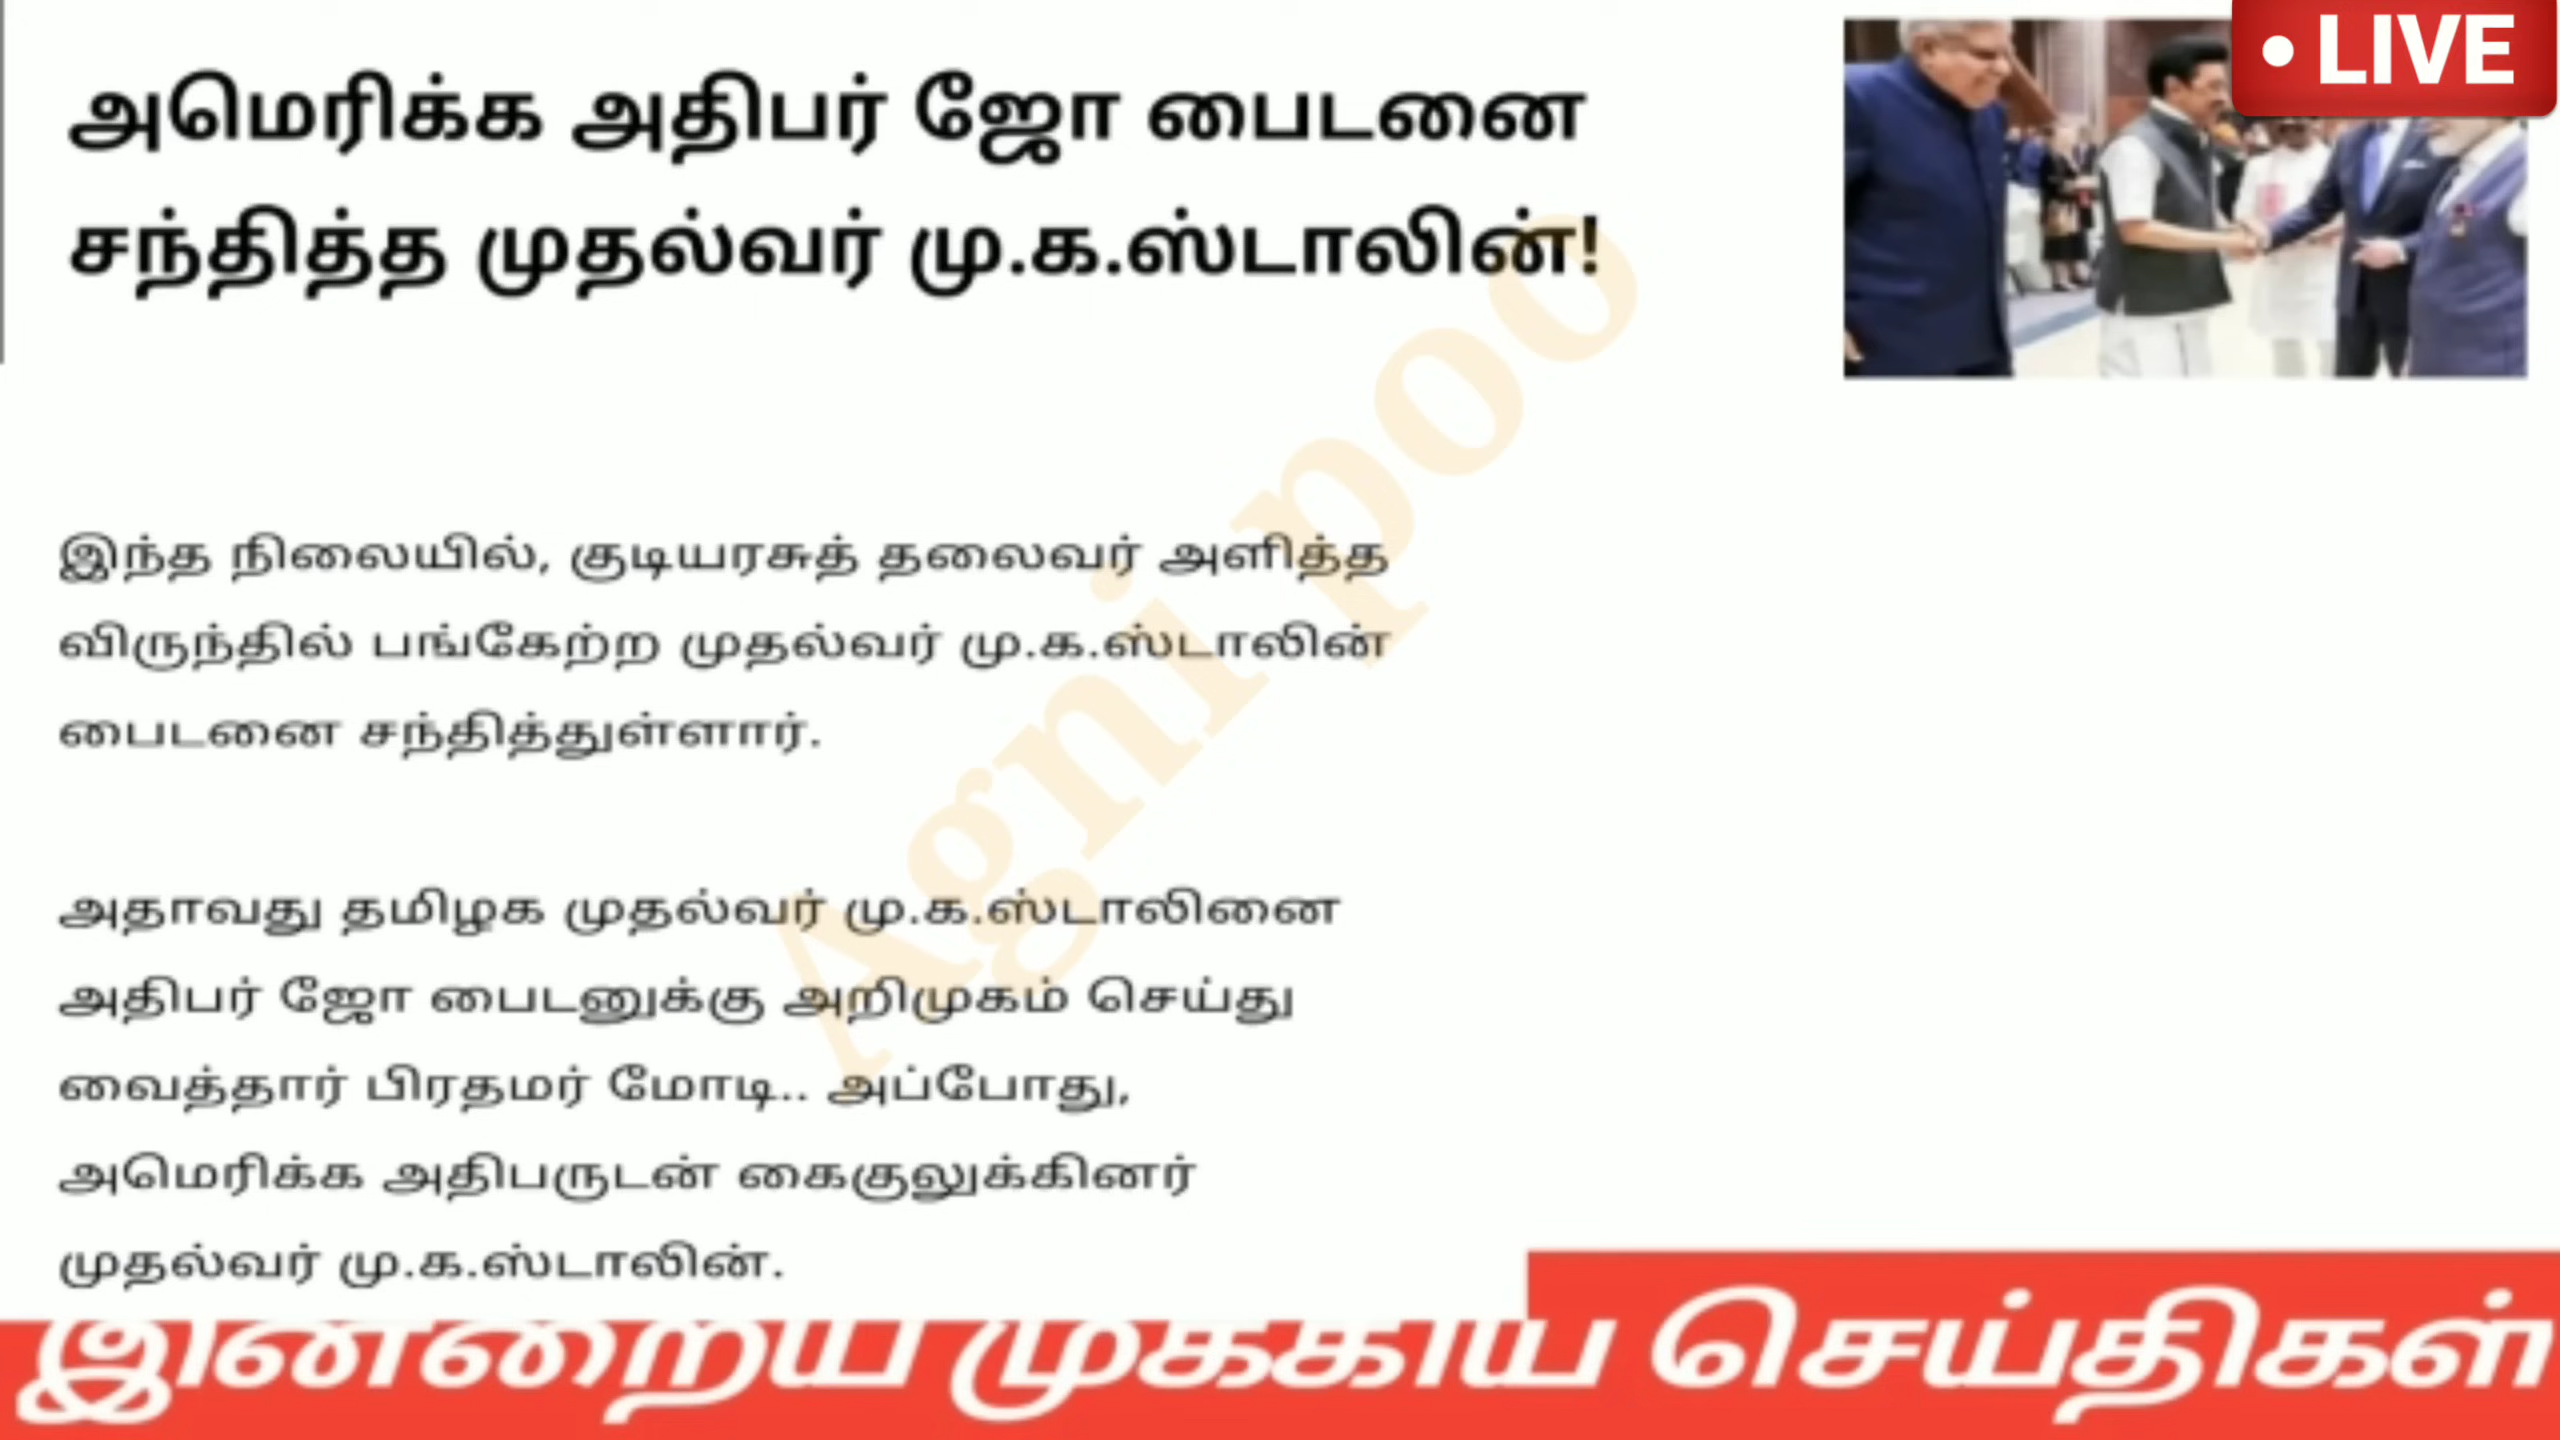 • LIVE
அமெரிக்க அதிபர் ஜோ பைடனை
சந்தித்த முதல்வர் மு.க.ஸ்டாலின்!
இந்த நிலையில், குடியரசுத் தலைவர் அளித்த
விருந்தில் பங்கேற்ற முதல்வர் மு.க.ஸ்டாலின்
பைடனை சந்தித்துள்ளார்.
அதாவது தமிழக முதல்வர் மு.க.ஸ்டாலினை
அதிபர் ஜோ பைடனுக்கு அறிமுகம் செய்து
வைத்தார் பிரதமர் மோடி.. அப்போது,
அமெரிக்க அதிபருடன் கைகுலுக்கினர்
முதல்வர் மு.க.ஸ்டாலின்.
Agni poo
இன்றைய முக்கிய செய்திகள்